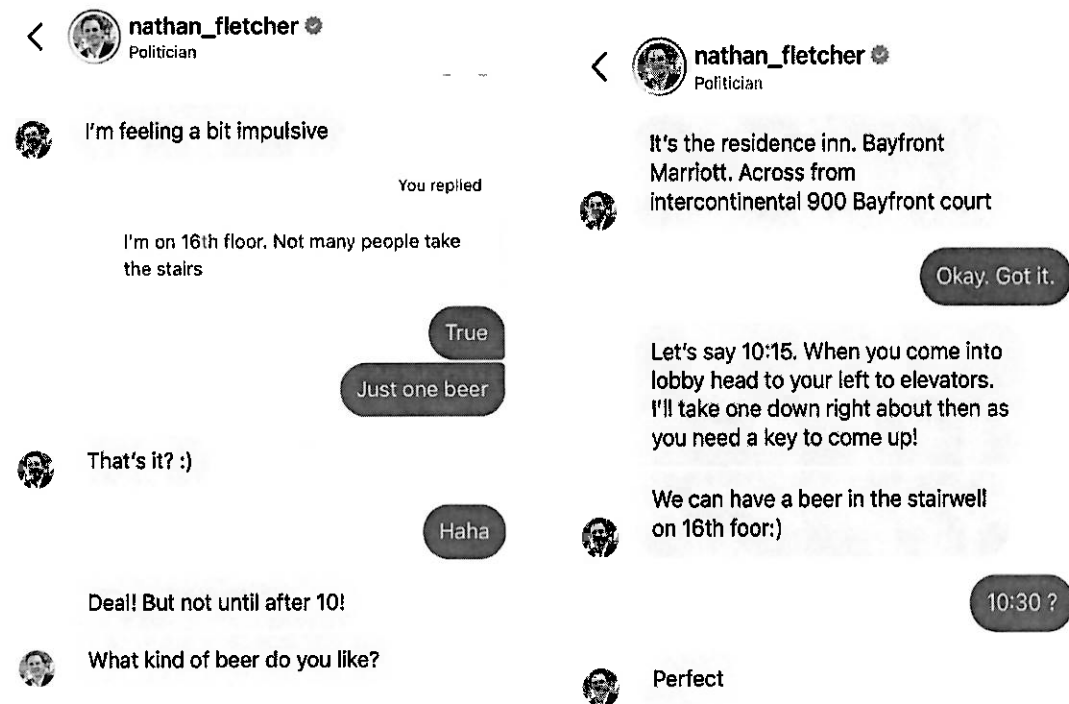 nathan_fletcher
Politician
I'm feeling a bit impulsive
You replied
I'm on 16th floor. Not many people take
the stairs
True
Just one beer
That's it? :)
Haha
Deal! But not until after 10!
What kind of beer do you like?
nathan_fletcher
Politician
It's the residence inn. Bayfront
Marriott. Across from
intercontinental 900 Bayfront court
Okay. Got it.
Let's say 10:15. When you come into
lobby head to your left to elevators.
I'll take one down right about then as
you need a key to come up!
We can have a beer in the stairwell
on 16th foor:)
10:30 ?
Perfect